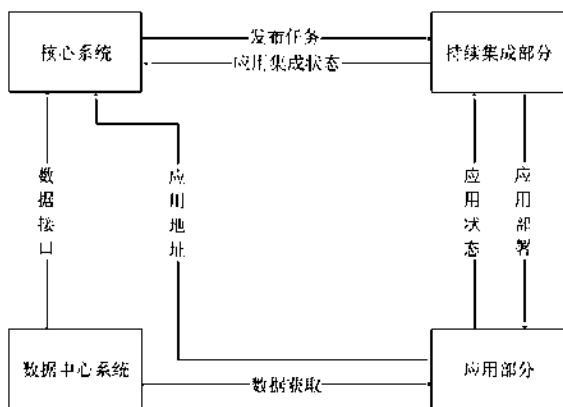 核心系统
发布任务
应用集成状态
持续集成部分
数据接口
应用地址
应用状态
应用部署
数据中心系统
数据获取
应用部分